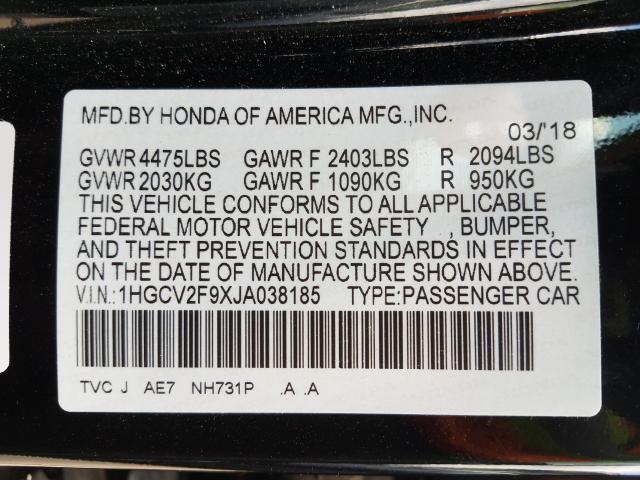 MFD.BY HONDA OF AMERICA MFG.,INC.
03/'18
GVWR 4475LBS GAWR F 2403LBS R 2094LBS
GVWR 2030KG GAWR F 1090KG R 950KG
THIS VEHICLE CONFORMS TO ALL APPLICABLE
FEDERAL MOTOR VEHICLE SAFETY , BUMPER,
AND THEFT PREVENTION STANDARDS IN EFFECT
ON THE DATE OF MANUFACTURE SHOWN ABOVE.
V.I.N.:1HGCV2F9XJA038185 TYPE:PASSENGER CAR
TVC J AE7 NH731P .A .A